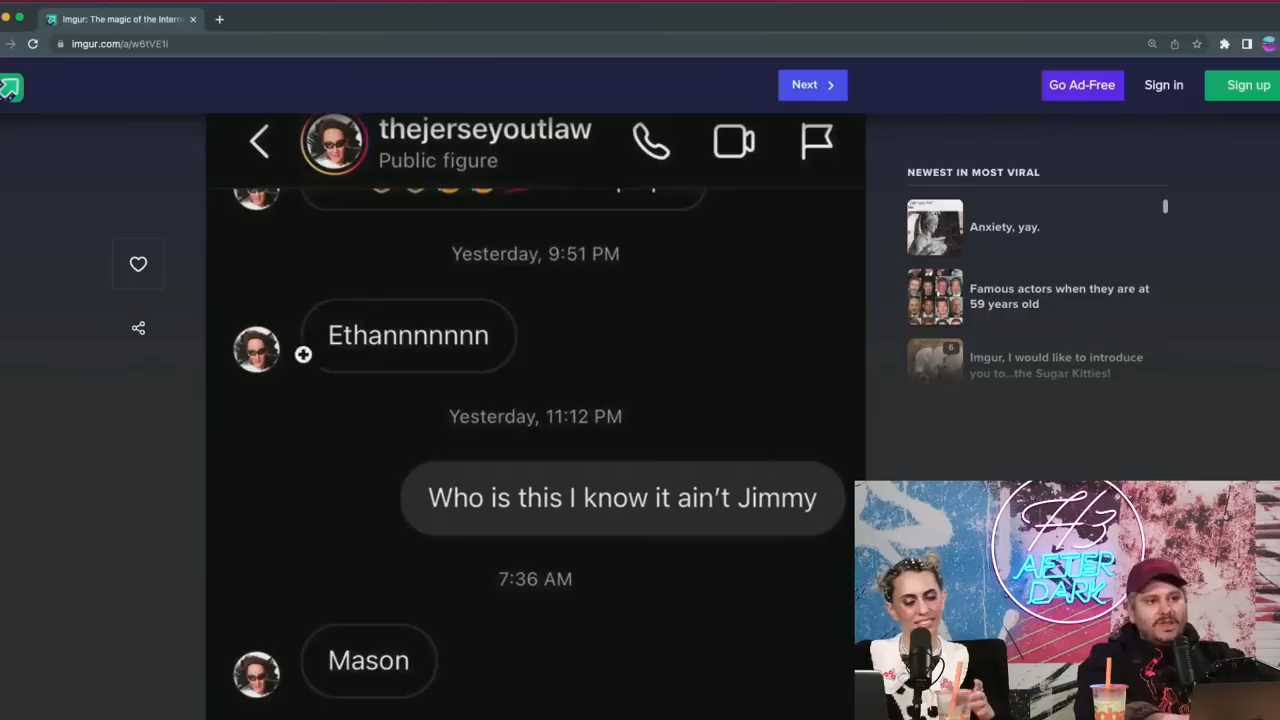 Imgur: The magic of the Intern
imgur.com/a/w6tVE1i
Next
Go Ad-Free
Sign in
Sign up
thejerseyoutlaw
Public figure
Yesterday, 9:51 PM
Ethannnnnnn
Yesterday, 11:12 PM
Who is this I know it ain't Jimmy
7:36 AM
Mason
NEWEST IN MOST VIRAL
Anxiety, yay.
Famous actors when they are at
59 years old
6
Imgur, I would like to introduce
you to...the Sugar Kitties!
H3
AFTER
DARK